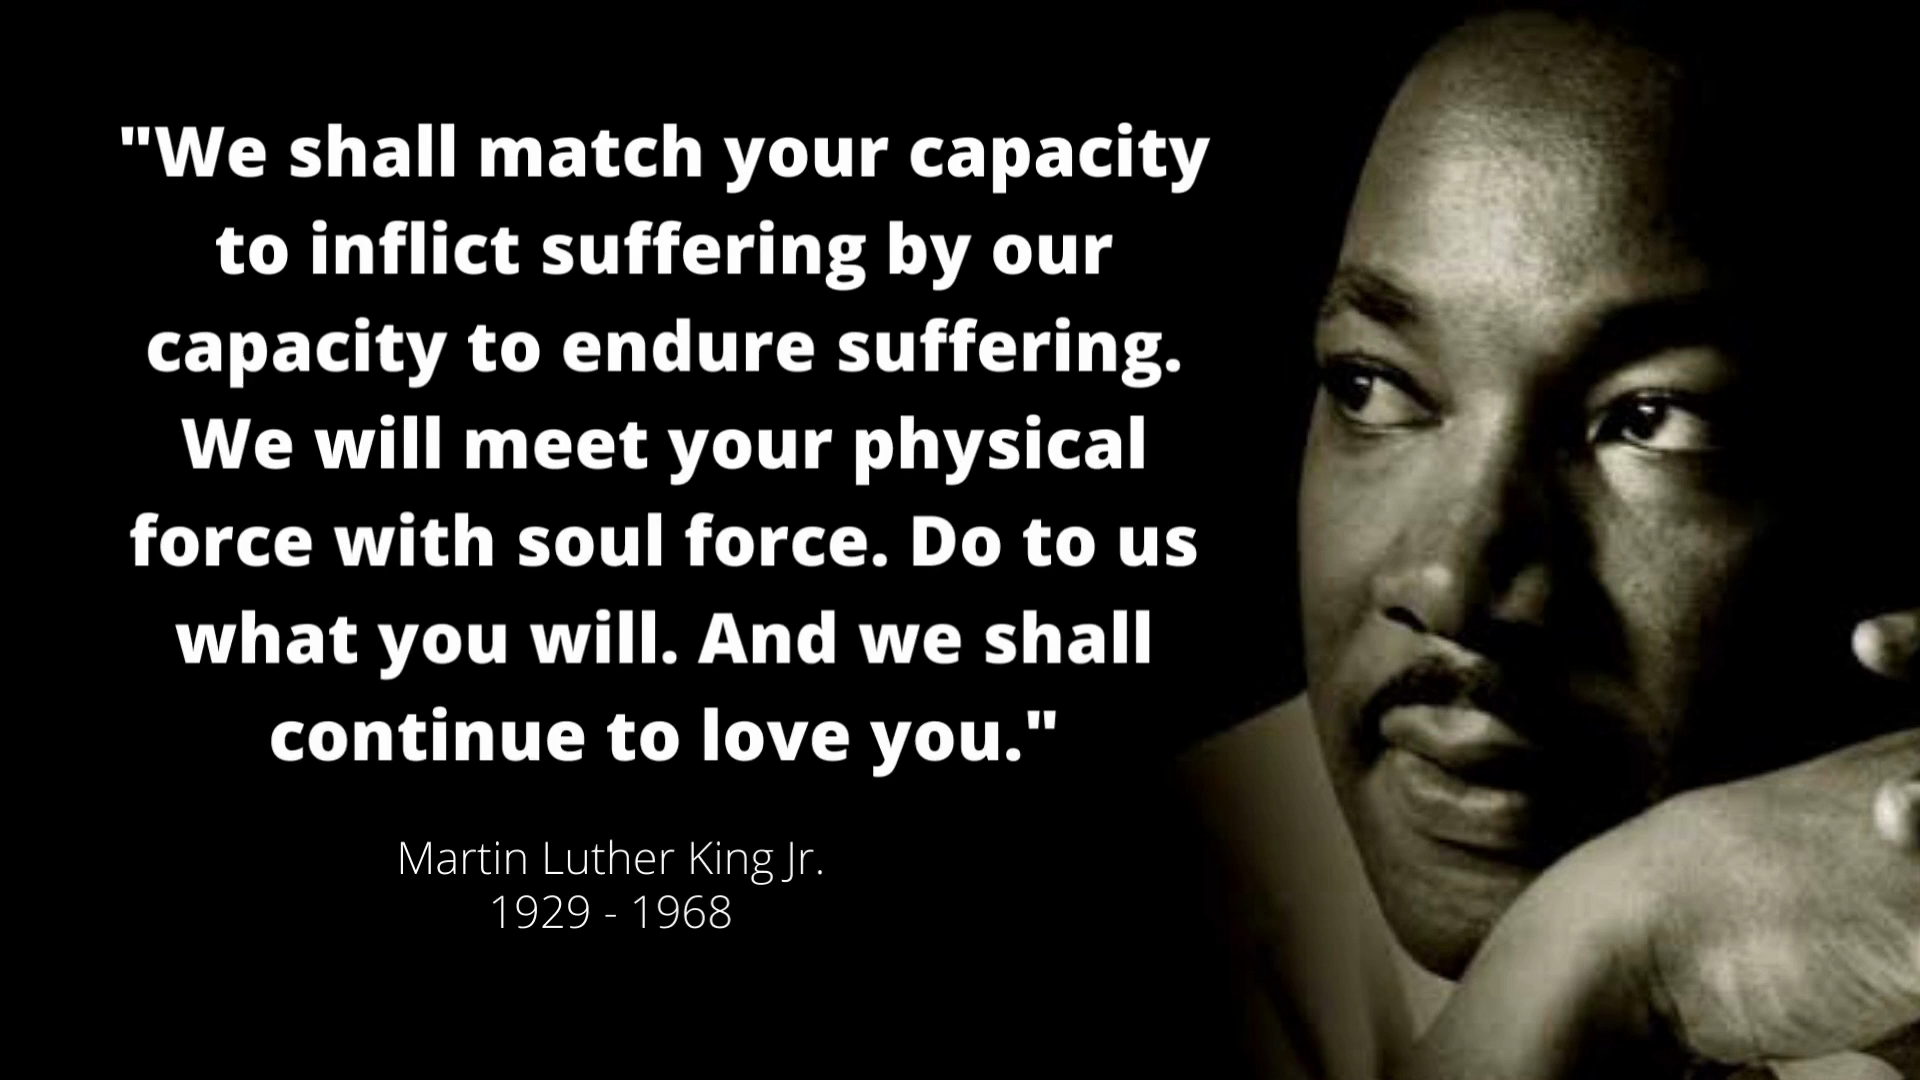 "We shall match your capacity
to inflict suffering by our
capacity to endure suffering.
We will meet your physical
force with soul force. Do to us
what you will. And we shall
continue to love you."
Martin Luther King Jr.
1929 - 1968